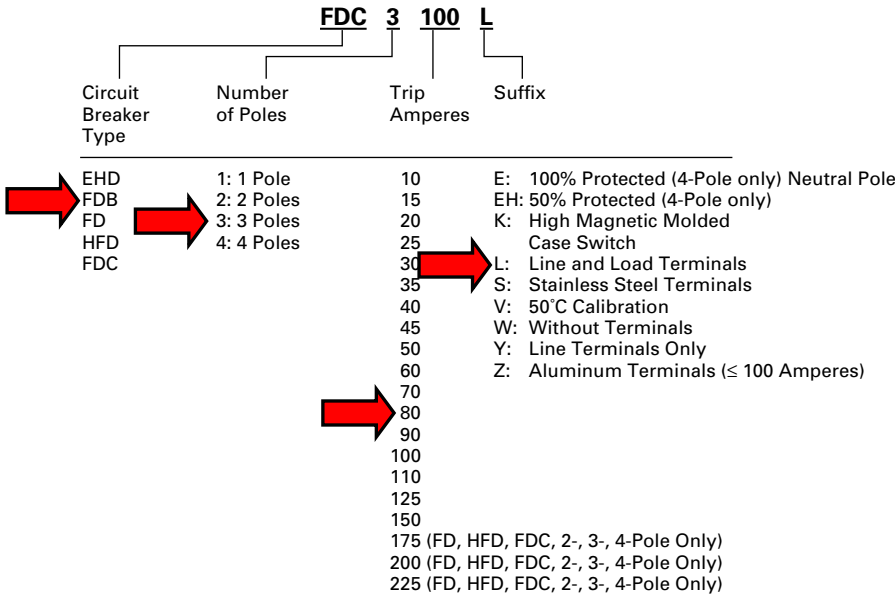 FDC 3 100 L
Circuit Breaker Type
Number of Poles
Trip Amperes
Suffix
EHD
FDB
FD
HFD
FDC
1: 1 Pole
2: 2 Poles
3: 3 Poles
4: 4 Poles
10
15
20
25
30
35
40
45
50
60
70
80
90
100
110
125
150
175 (FD, HFD, FDC, 2-, 3-, 4-Pole Only)
200 (FD, HFD, FDC, 2-, 3-, 4-Pole Only)
225 (FD, HFD, FDC, 2-, 3-, 4-Pole Only)
E: 100% Protected (4-Pole only) Neutral Pole
EH: 50% Protected (4-Pole only)
K: High Magnetic Molded
Case Switch
L: Line and Load Terminals
S: Stainless Steel Terminals
V: 50˚C Calibration
W: Without Terminals
Y: Line Terminals Only
Z: Aluminum Terminals (≤ 100 Amperes)